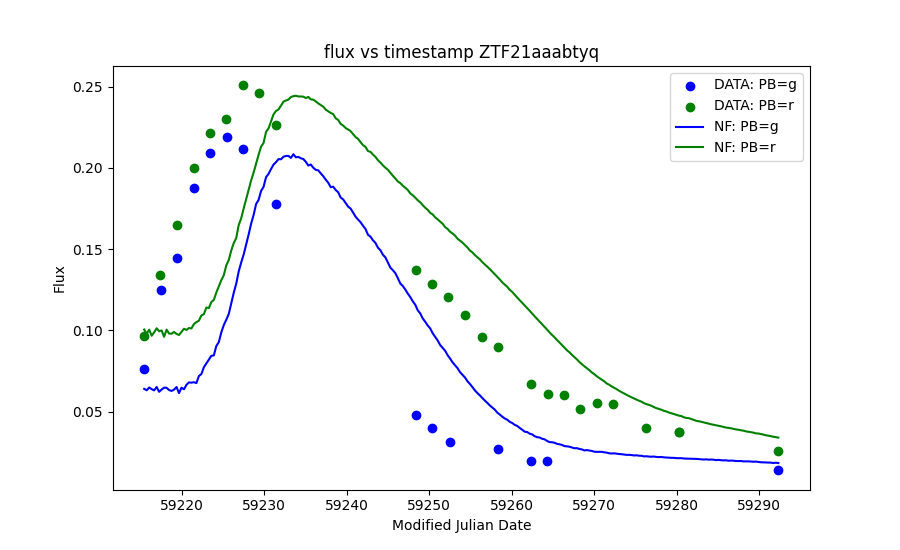 flux vs timestamp ZTF21aaabtyq
DATA: PB=g
DATA: PB=r
NF: PB=g
NF: PB=r
Flux
0.25
0.20
0.15
0.10
0.05
59220 59230 59240 59250 59260 59270 59280 59290
Modified Julian Date